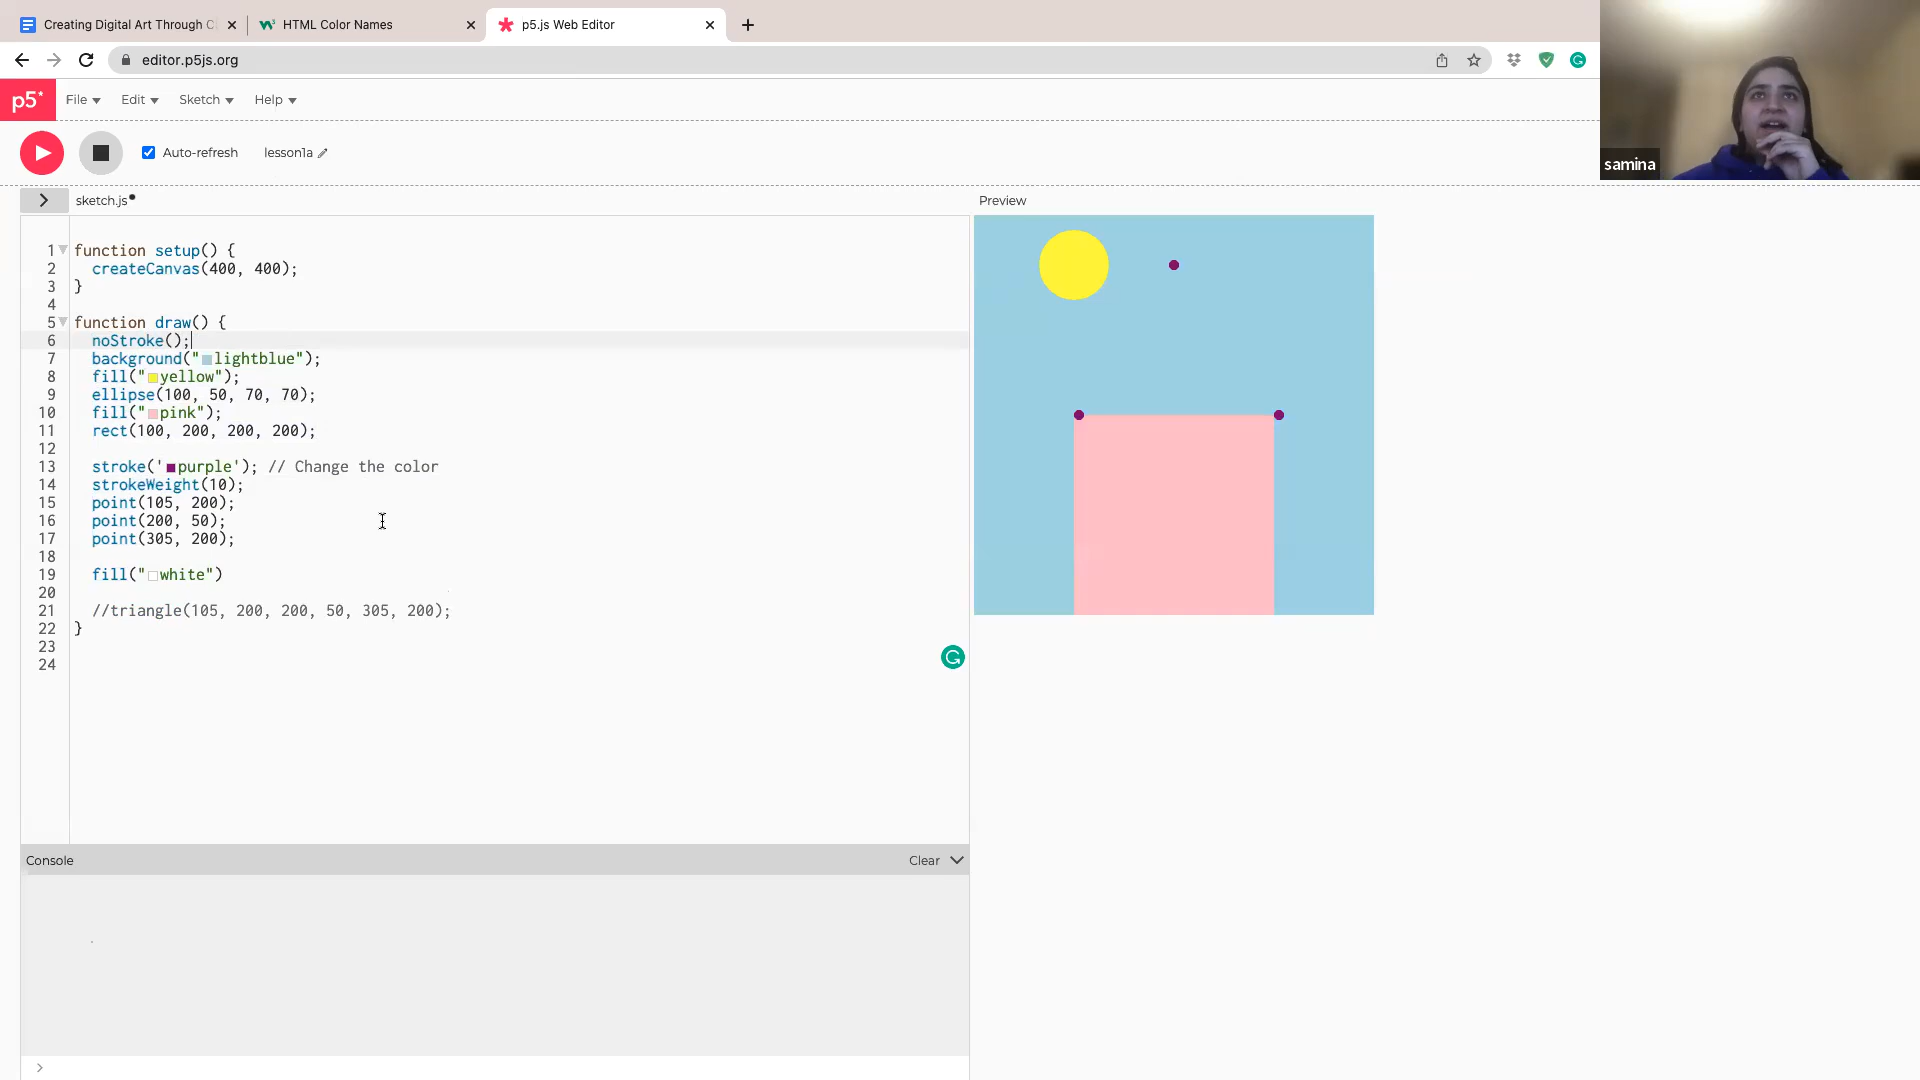 Creating Digital Art Through C
HTML Color Names
p5.js Web Editor
editor.p5js.org
p5*
File
Edit
Sketch
Help
Auto-refresh
lesson1a
samina
sketch.js
Preview
1 function setup() {
2 createCanvas(400, 400);
3 }
4
5 function draw() {
6 noStroke();
7 background("lightblue");
8 fill("yellow");
9 ellipse(100, 50, 70, 70);
10 fill("pink");
11 rect(100, 200, 200, 200);
12
13 stroke('purple'); // Change the color
14 strokeWeight(10);
15 point(105, 200);
16 point(200, 50);
17 point(305, 200);
18
19 fill("white")
20
21 //triangle(105, 200, 200, 50, 305, 200);
22 }
23
24
Console
Clear
>